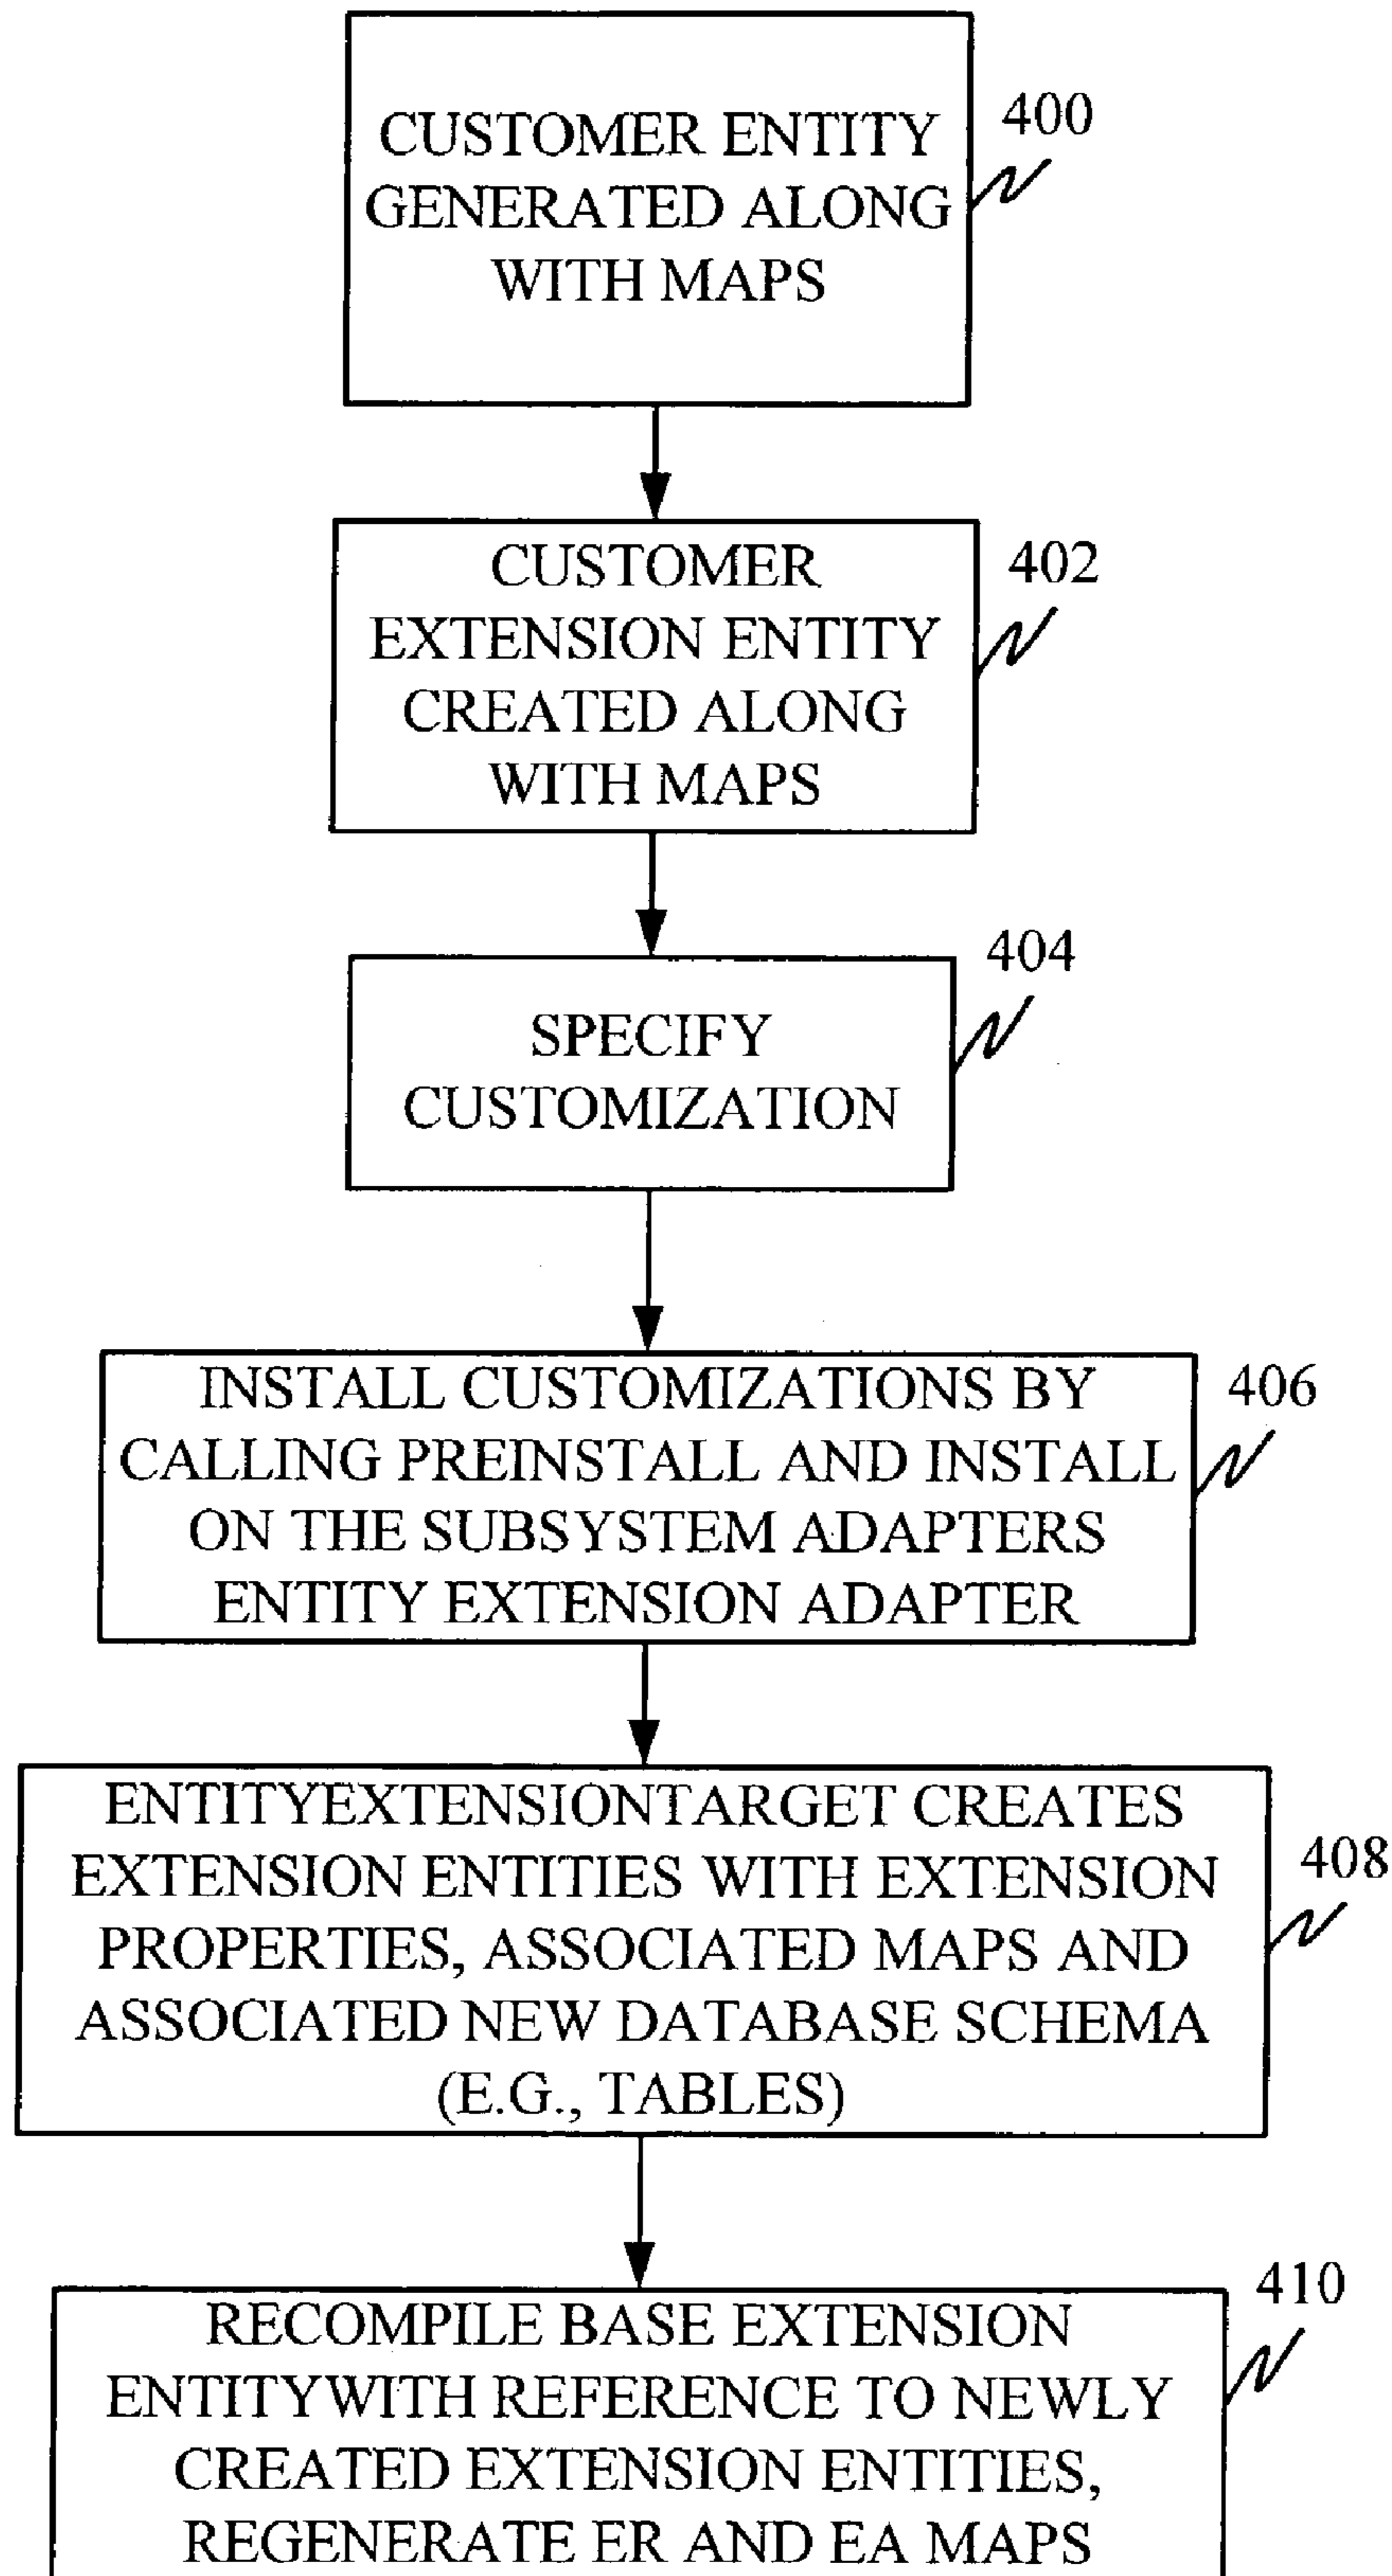 CUSTOMER ENTITY
GENERATED ALONG
WITH MAPS
400
CUSTOMER
EXTENSION ENTITY
CREATED ALONG
WITH MAPS
402
SPECIFY
CUSTOMIZATION
404
INSTALL CUSTOMIZATIONS BY
CALLING PREINSTALL AND INSTALL
ON THE SUBSYSTEM ADAPTERS
ENTITY EXTENSION ADAPTER
406
ENTITYEXTENSIONTARGET CREATES
EXTENSION ENTITIES WITH EXTENSION
PROPERTIES, ASSOCIATED MAPS AND
ASSOCIATED NEW DATABASE SCHEMA
(E.G., TABLES)
408
RECOMPILE BASE EXTENSION
ENTITYWITH REFERENCE TO NEWLY
CREATED EXTENSION ENTITIES,
REGENERATE ER AND EA MAPS
410